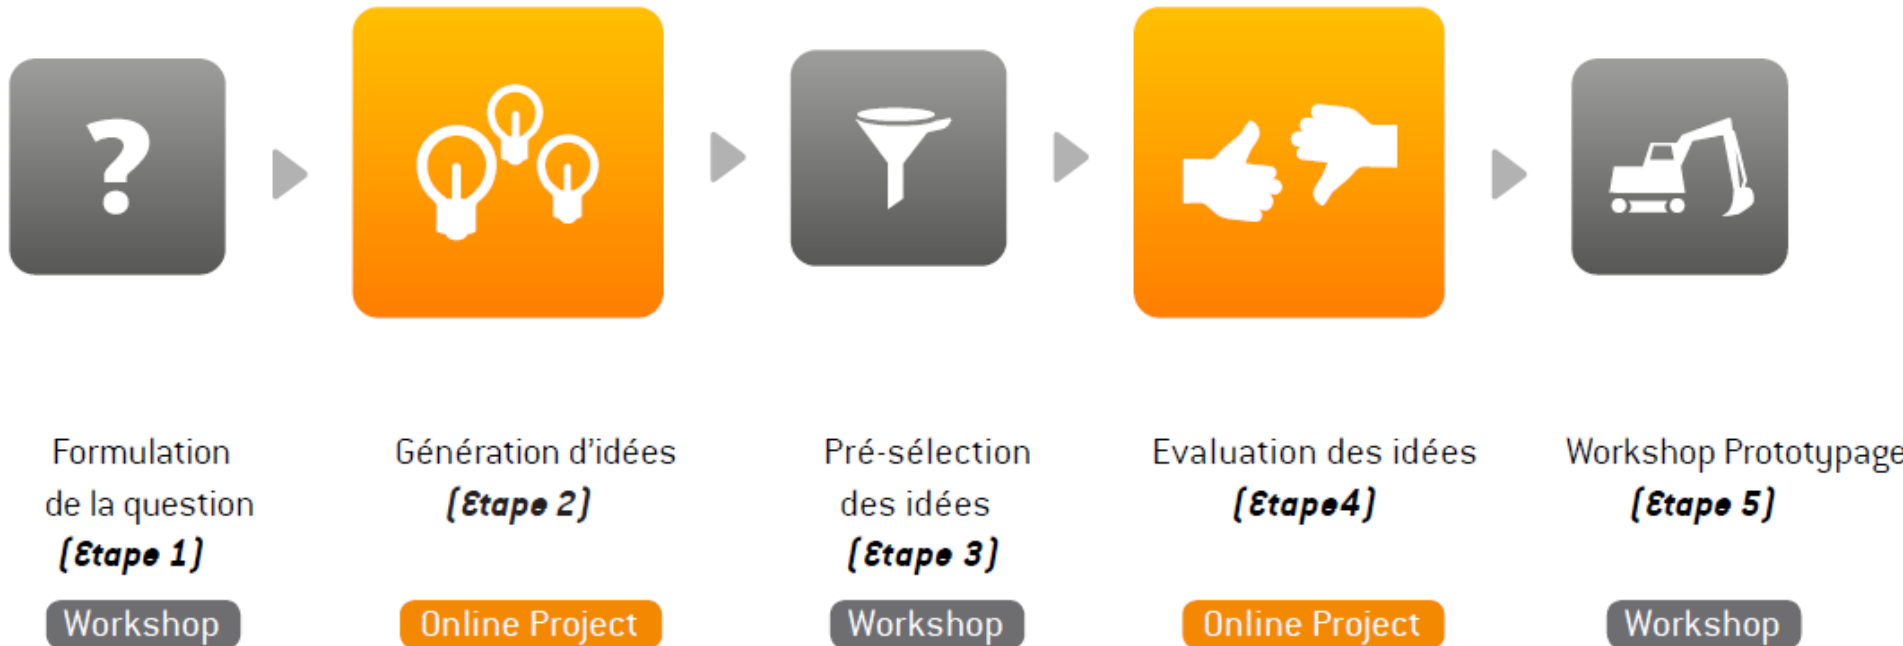 ?
Formulation
de la question
(Etape 1)
Workshop
Génération d'idées
(Etape 2)
Online Project
Pré-sélection
des idées
(Etape 3)
Workshop
Evaluation des idées
(Etape4)
Online Project
Workshop Prototypage
(Etape 5)
Workshop